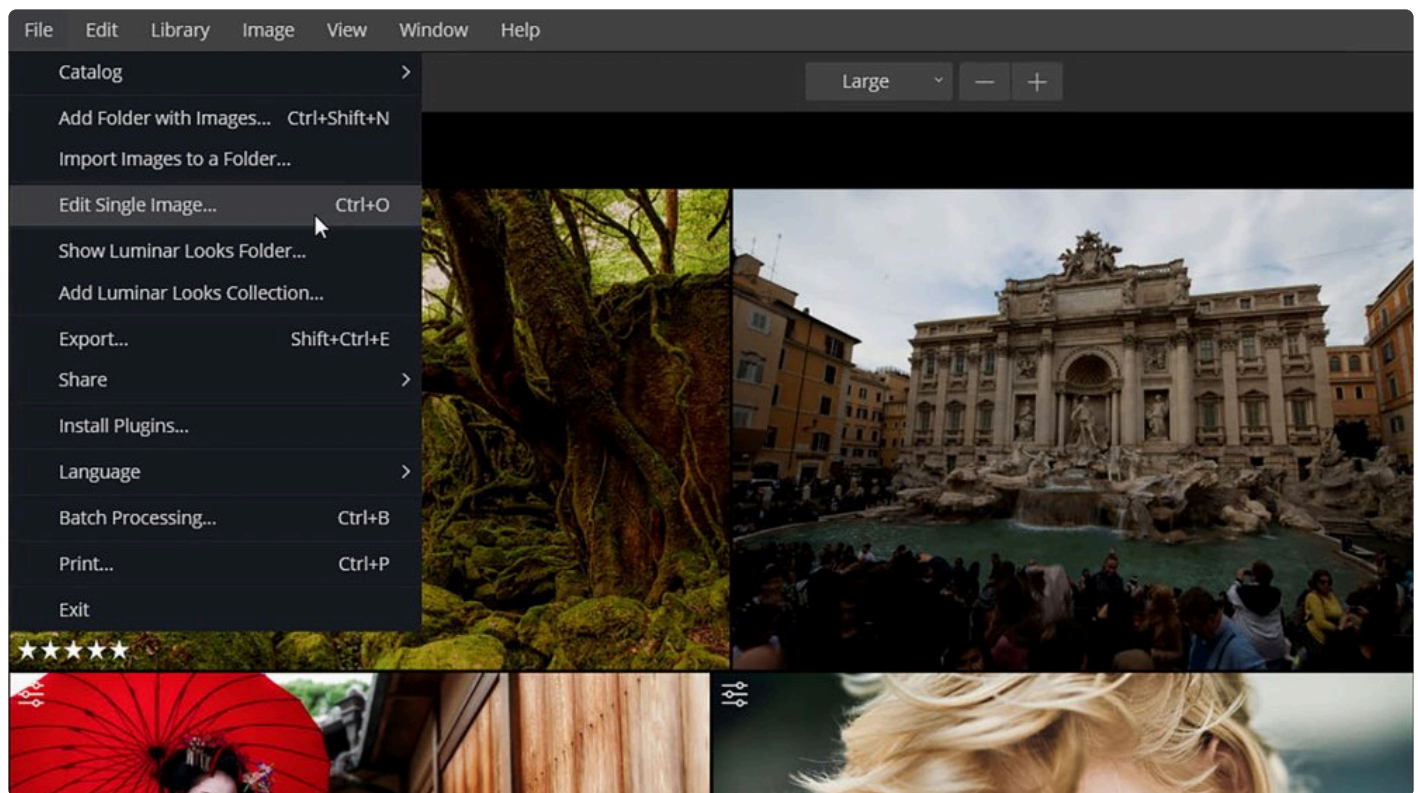 File Edit Library Image View Window Help
Catalog
Large
Add Folder with Images... Ctrl+Shift+N
Import Images to a Folder...
Edit Single Image... Ctrl+O
Show Luminar Looks Folder...
Add Luminar Looks Collection...
Export... Shift+Ctrl+E
Share
Install Plugins...
Language
Batch Processing... Ctrl+B
Print... Ctrl+P
Exit